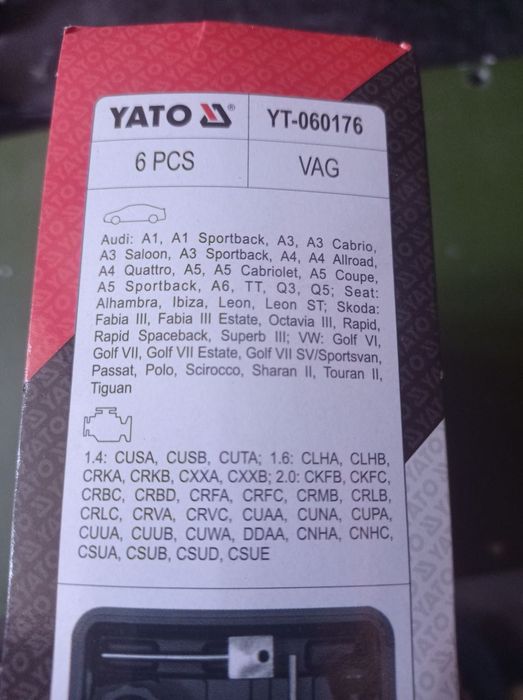 YATO ® YT-060176
6 PCS VAG
Audi: A1, A1 Sportback, A3, A3 Cabrio,
A3 Saloon, A3 Sportback, A4, A4 Allroad,
A4 Quattro, A5, A5 Cabriolet, A5 Coupe,
A5 Sportback, A6, TT, Q3, Q5; Seat:
Alhambra, Ibiza, Leon, Leon ST; Skoda:
Fabia III, Fabia III Estate, Octavia III, Rapid,
Rapid Spaceback, Superb III; VW: Golf VI,
Golf VII, Golf VII Estate, Golf VII SV/Sportsvan,
Passat, Polo, Scirocco, Sharan II, Touran II,
Tiguan
1.4: CUSA, CUSB, CUTA; 1.6: CLHA, CLHB,
CRKA, CRKB, CXXA, CXXB; 2.0: CKFB, CKFC,
CRBC, CRBD, CRFA, CRFC, CRMB, CRLB,
CRLC, CRVA, CRVC, CUAA, CUNA, CUPA,
CUUA, CUUB, CUWA, DDAA, CNHA, CNHC,
CSUA, CSUB, CSUD, CSUE